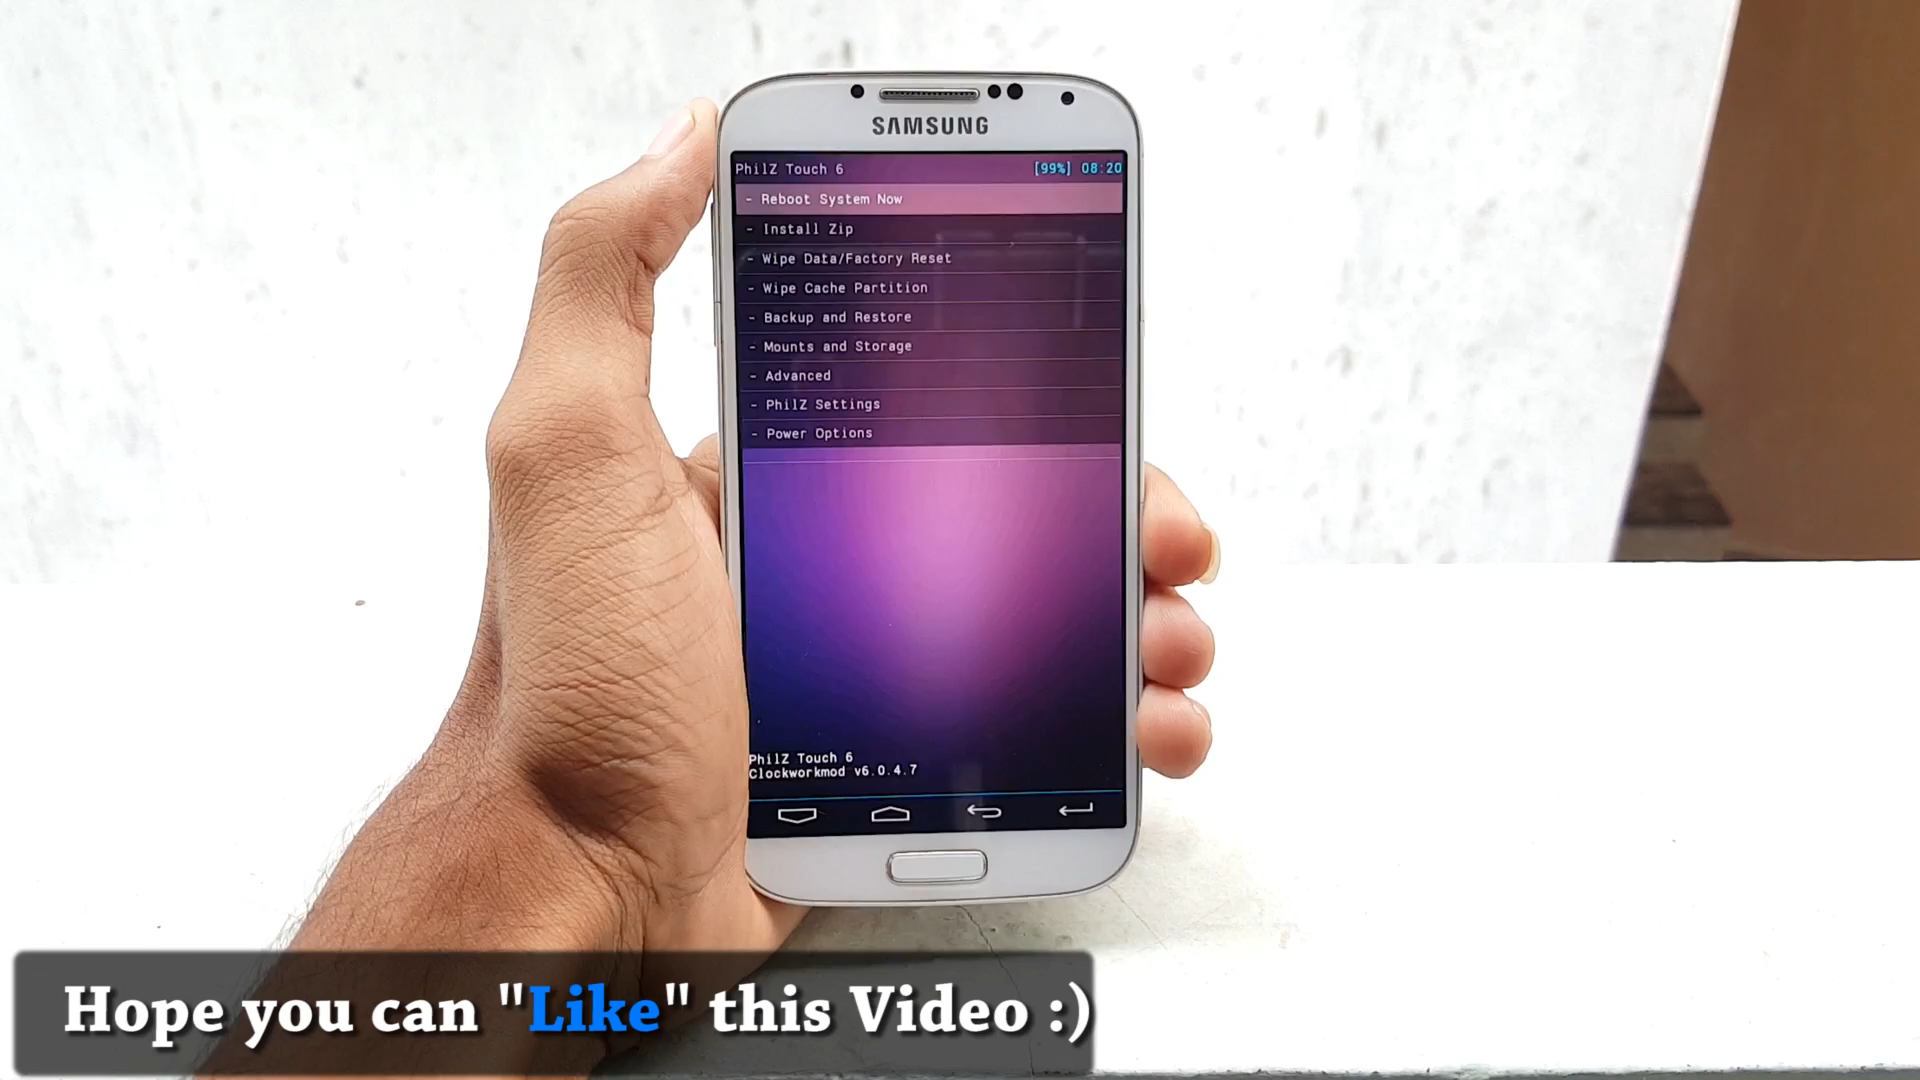 SAMSUNG
PhilZ Touch 6 [99%] 08:20
- Reboot System Now
- Install Zip
- Wipe Data/Factory Reset
- Wipe Cache Partition
- Backup and Restore
- Mounts and Storage
- Advanced
- PhilZ Settings
- Power Options
PhilZ Touch 6
Clockworkmod v6.0.4.7
Hope you can "Like" this Video :)